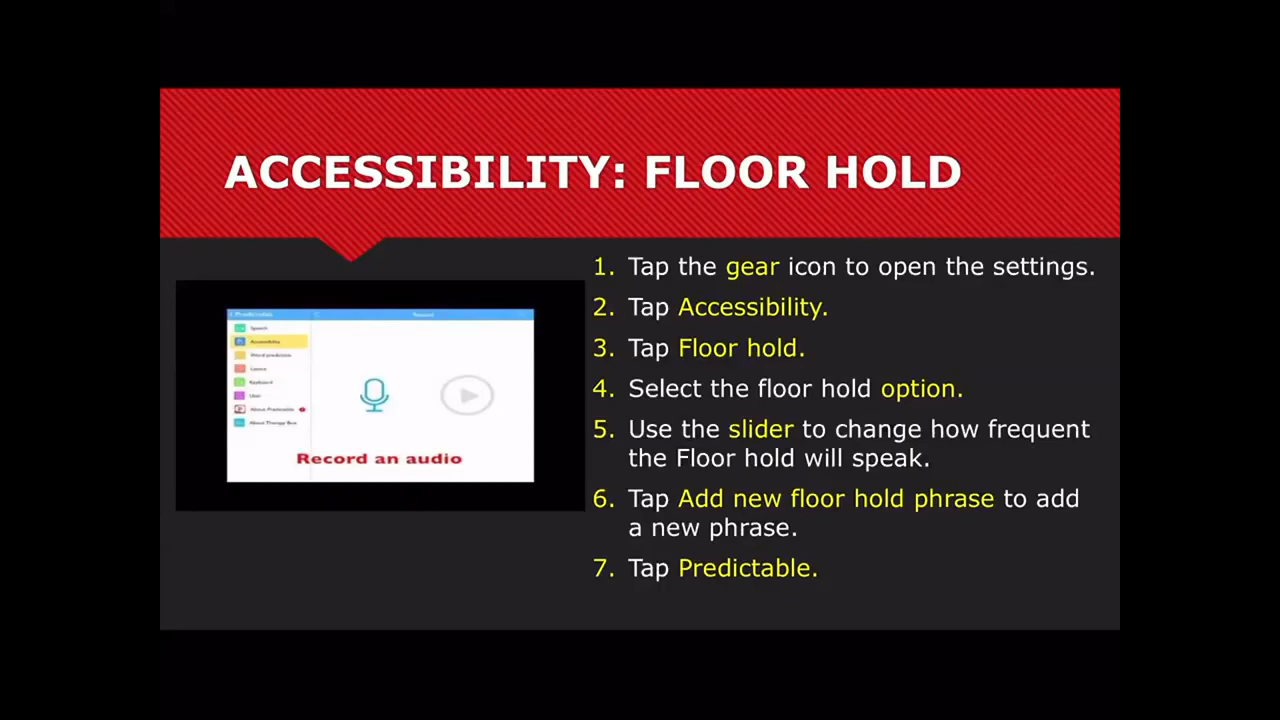 ACCESSIBILITY: FLOOR HOLD
Predictable
Record
Speech
Accessibility
Word prediction
Layout
Keyboard
User
About Predictable
About Therapy Box
Record an audio
1. Tap the gear icon to open the settings.
2. Tap Accessibility.
3. Tap Floor hold.
4. Select the floor hold option.
5. Use the slider to change how frequent
the Floor hold will speak.
6. Tap Add new floor hold phrase to add
a new phrase.
7. Tap Predictable.